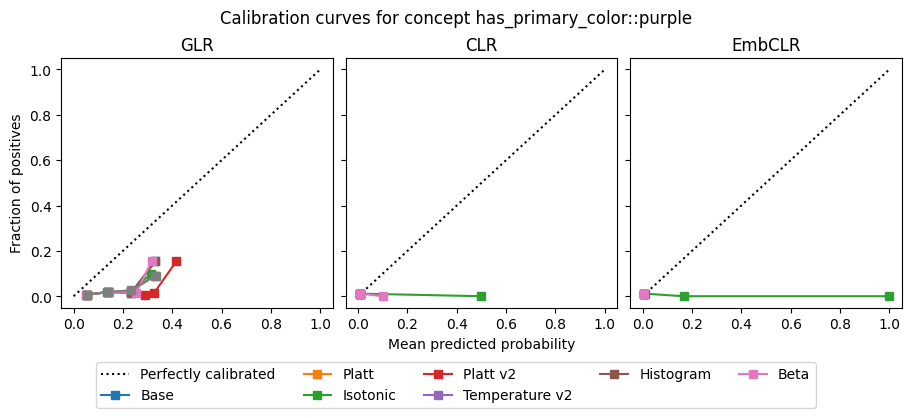 Calibration curves for concept has_primary_color::purple
GLR
CLR
EmbCLR
Fraction of positives
1.0
0.8
0.6
0.4
0.2
0.0
0.0 0.2 0.4 0.6 0.8 1.0
0.0 0.2 0.4 0.6 0.8 1.0
0.0 0.2 0.4 0.6 0.8 1.0
Mean predicted probability
Perfectly calibrated
Base
Platt
Isotonic
Platt v2
Temperature v2
Histogram
Beta